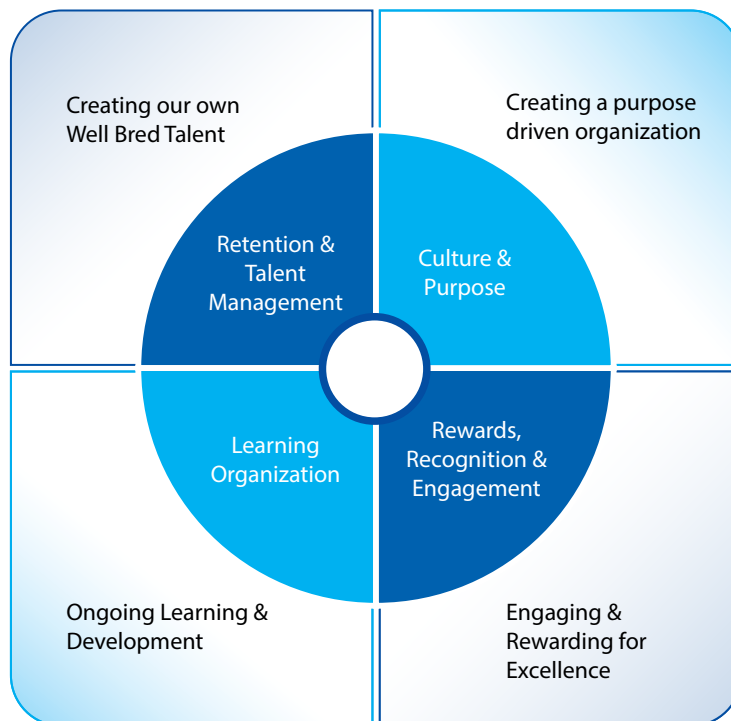 Creating our own
Well Bred Talent
Creating a purpose
driven organization
Retention &
Talent
Management
Culture &
Purpose
Learning
Organization
Rewards,
Recognition &
Engagement
Ongoing Learning &
Development
Engaging &
Rewarding for
Excellence